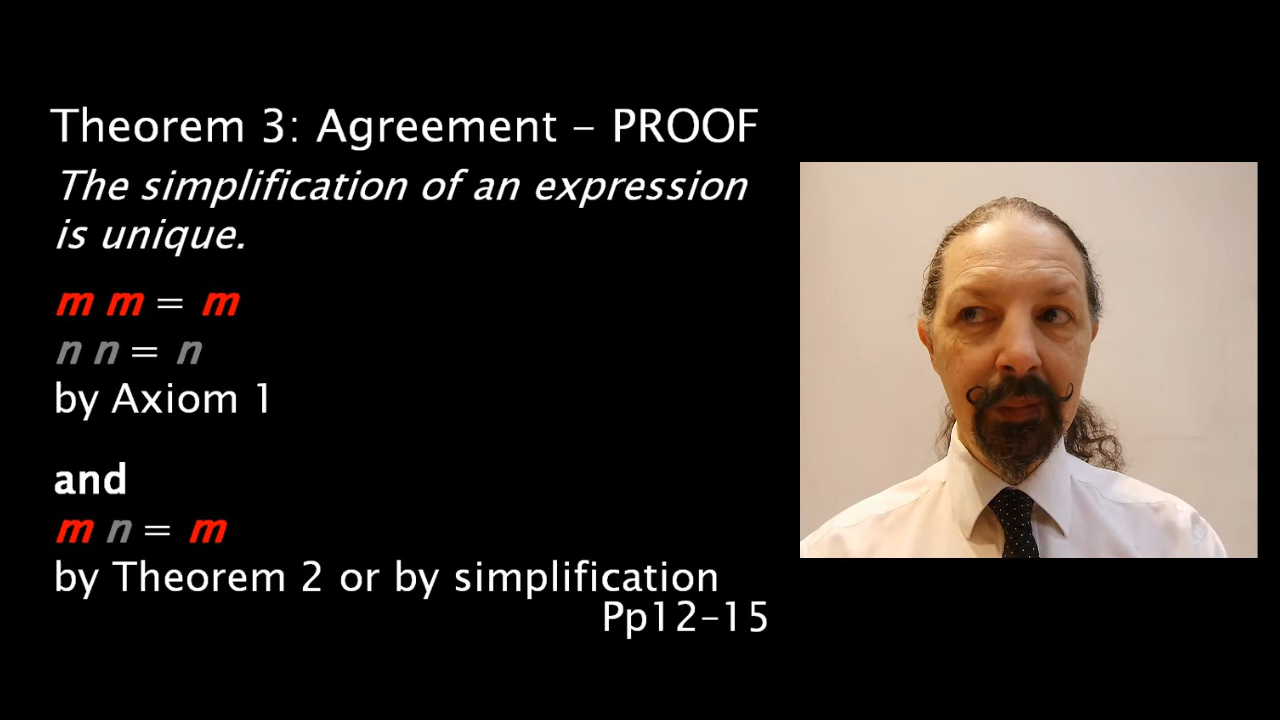 Theorem 3: Agreement – PROOF
The simplification of an expression
is unique.
m m = m
n n = n
by Axiom 1
and
m n = m
by Theorem 2 or by simplification
Pp12–15